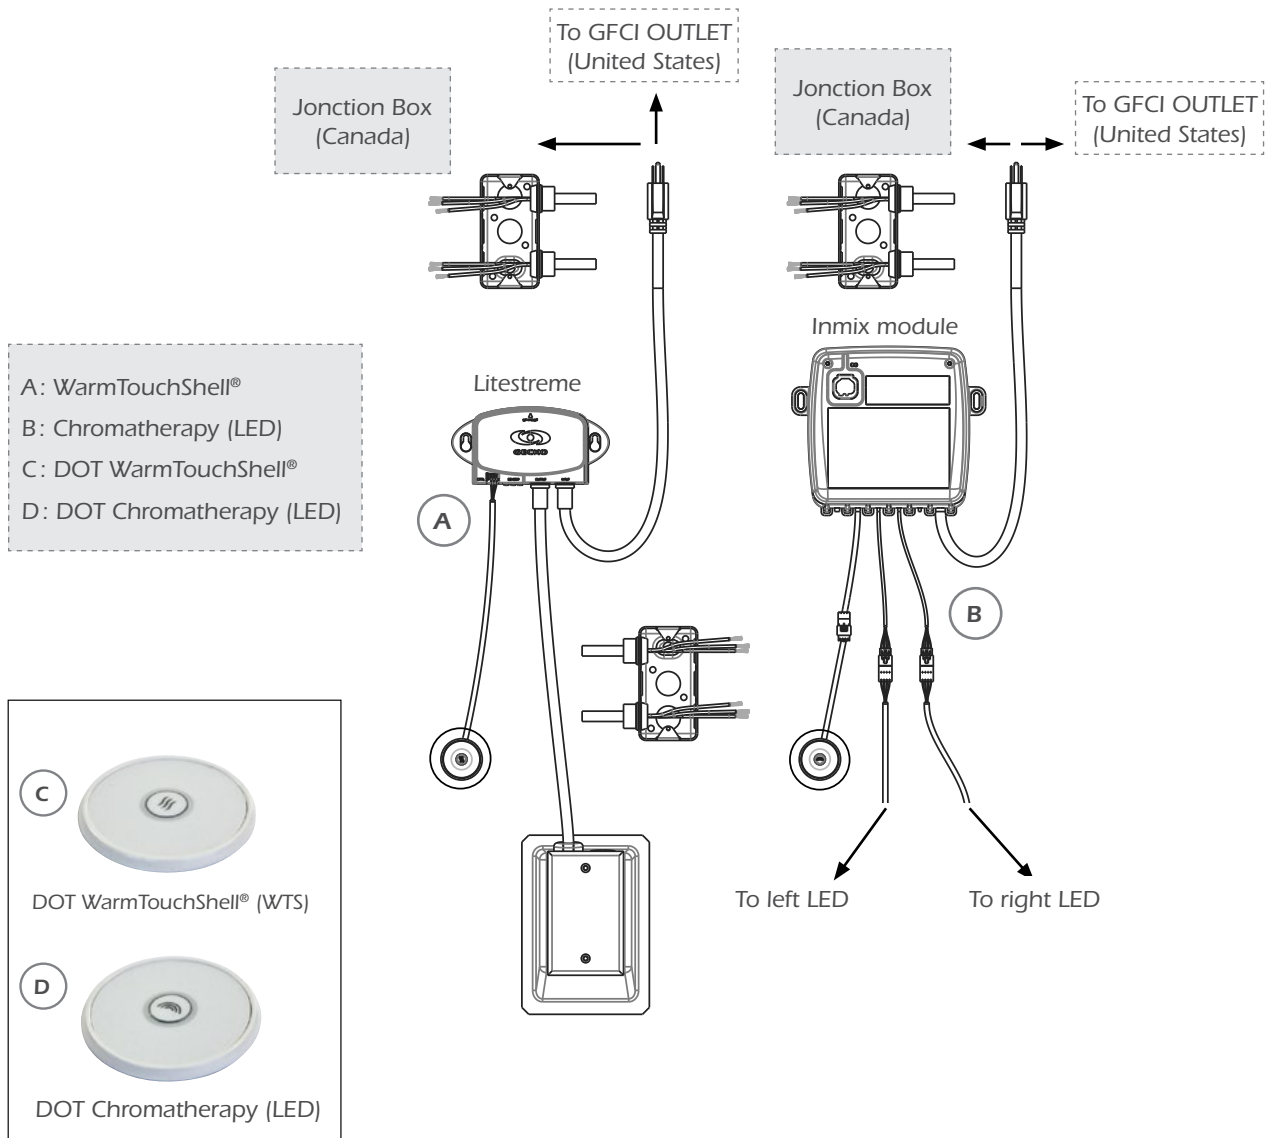 To GFCI OUTLET
(United States)
Jonction Box
(Canada)
Jonction Box
(Canada)
To GFCI OUTLET
(United States)
Inmix module
Litestreme
GECKO
A: WarmTouchShell®
B: Chromatherapy (LED)
C: DOT WarmTouchShell®
D: DOT Chromatherapy (LED)
A
B
C
DOT WarmTouchShell® (WTS)
D
DOT Chromatherapy (LED)
To left LED
To right LED